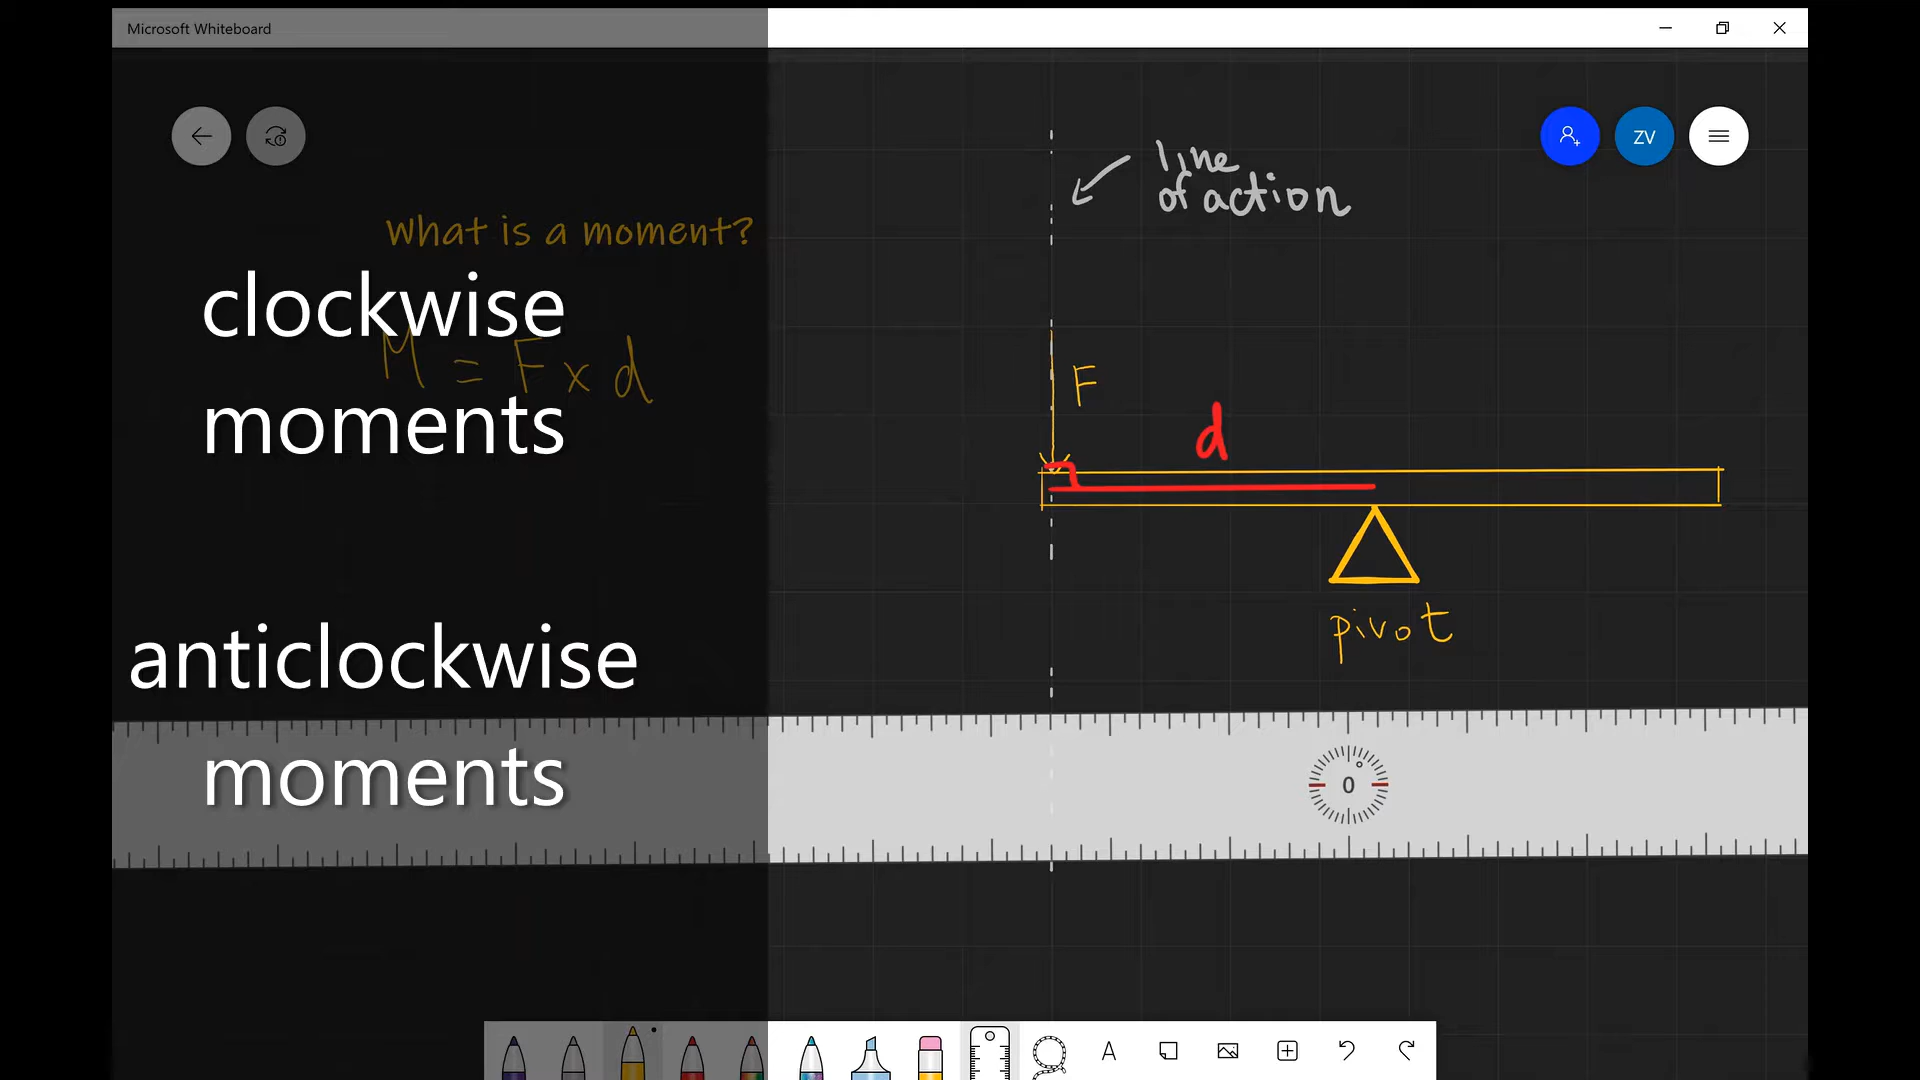 Microsoft Whiteboard
ZV
line
of action
What is a moment?
clockwise
M = F x d
moments
F
d
pivot
anticlockwise
moments
0°
A